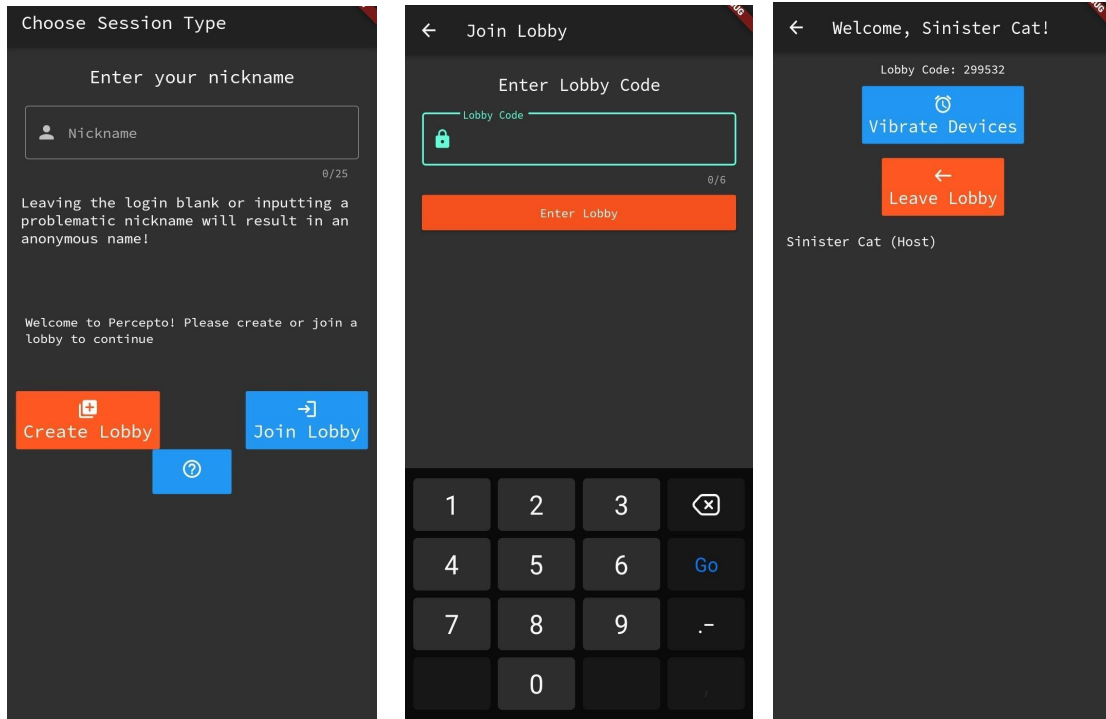 Choose Session Type
Enter your nickname
Nickname
0/25
Leaving the login blank or inputting a
problematic nickname will result in an
anonymous name!
Welcome to Percepto! Please create or join a
lobby to continue
Create Lobby
Join Lobby
Join Lobby
Enter Lobby Code
Lobby Code
0/6
Enter Lobby
1 2 3
4 5 6 Go
7 8 9 .-
0 ,
Welcome, Sinister Cat!
Lobby Code: 299532
Vibrate Devices
Leave Lobby
Sinister Cat (Host)